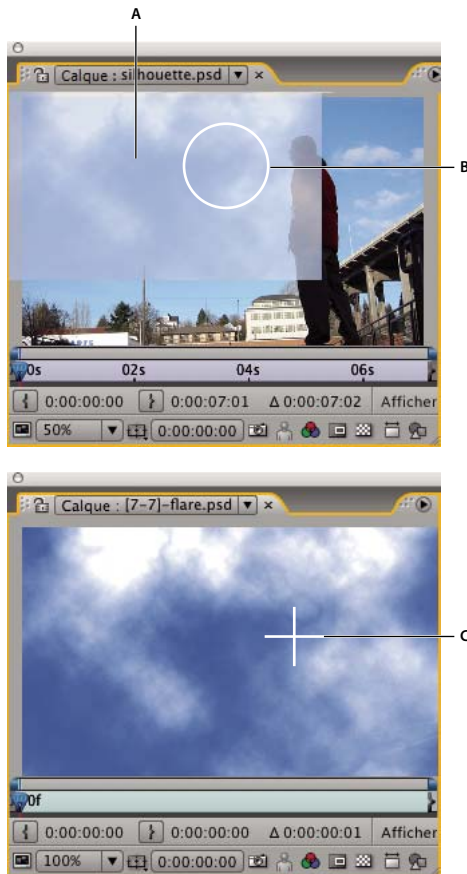 A
Calque : silhouette.psd
B
0s 02s 04s 06s
0:00:00:00 0:00:07:01 Δ 0:00:07:02 Afficher
50% 0:00:00:00
Calque : [7-7]-flare.psd
C
0f
0:00:00:00 0:00:00:00 Δ 0:00:00:01 Afficher
100% 0:00:00:00